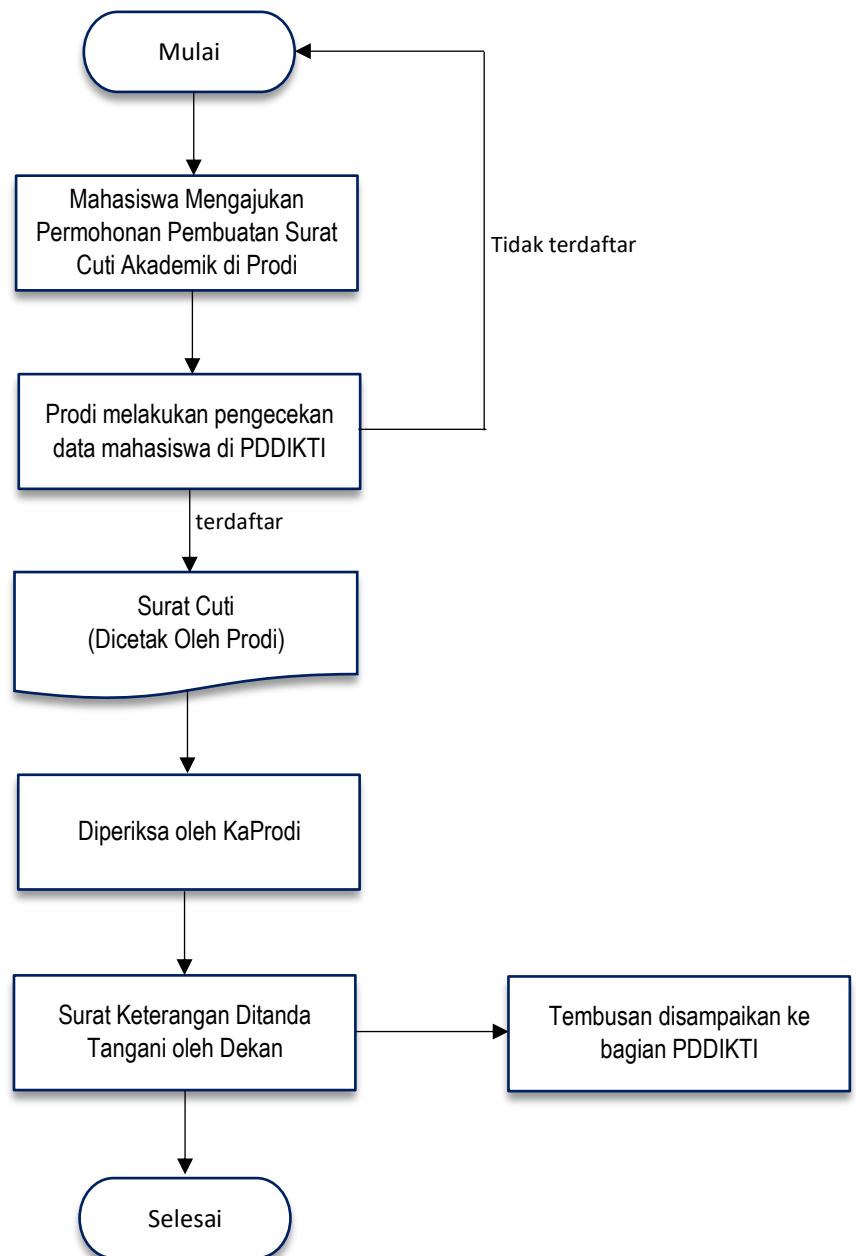 Mulai
Mahasiswa Mengajukan
Permohonan Pembuatan Surat
Cuti Akademik di Prodi
Tidak terdaftar
Prodi melakukan pengecekan
data mahasiswa di PDDIKTI
terdaftar
Surat Cuti
(Dicetak Oleh Prodi)
Diperiksa oleh KaProdi
Surat Keterangan Ditanda
Tangani oleh Dekan
Tembusan disampaikan ke
bagian PDDIKTI
Selesai